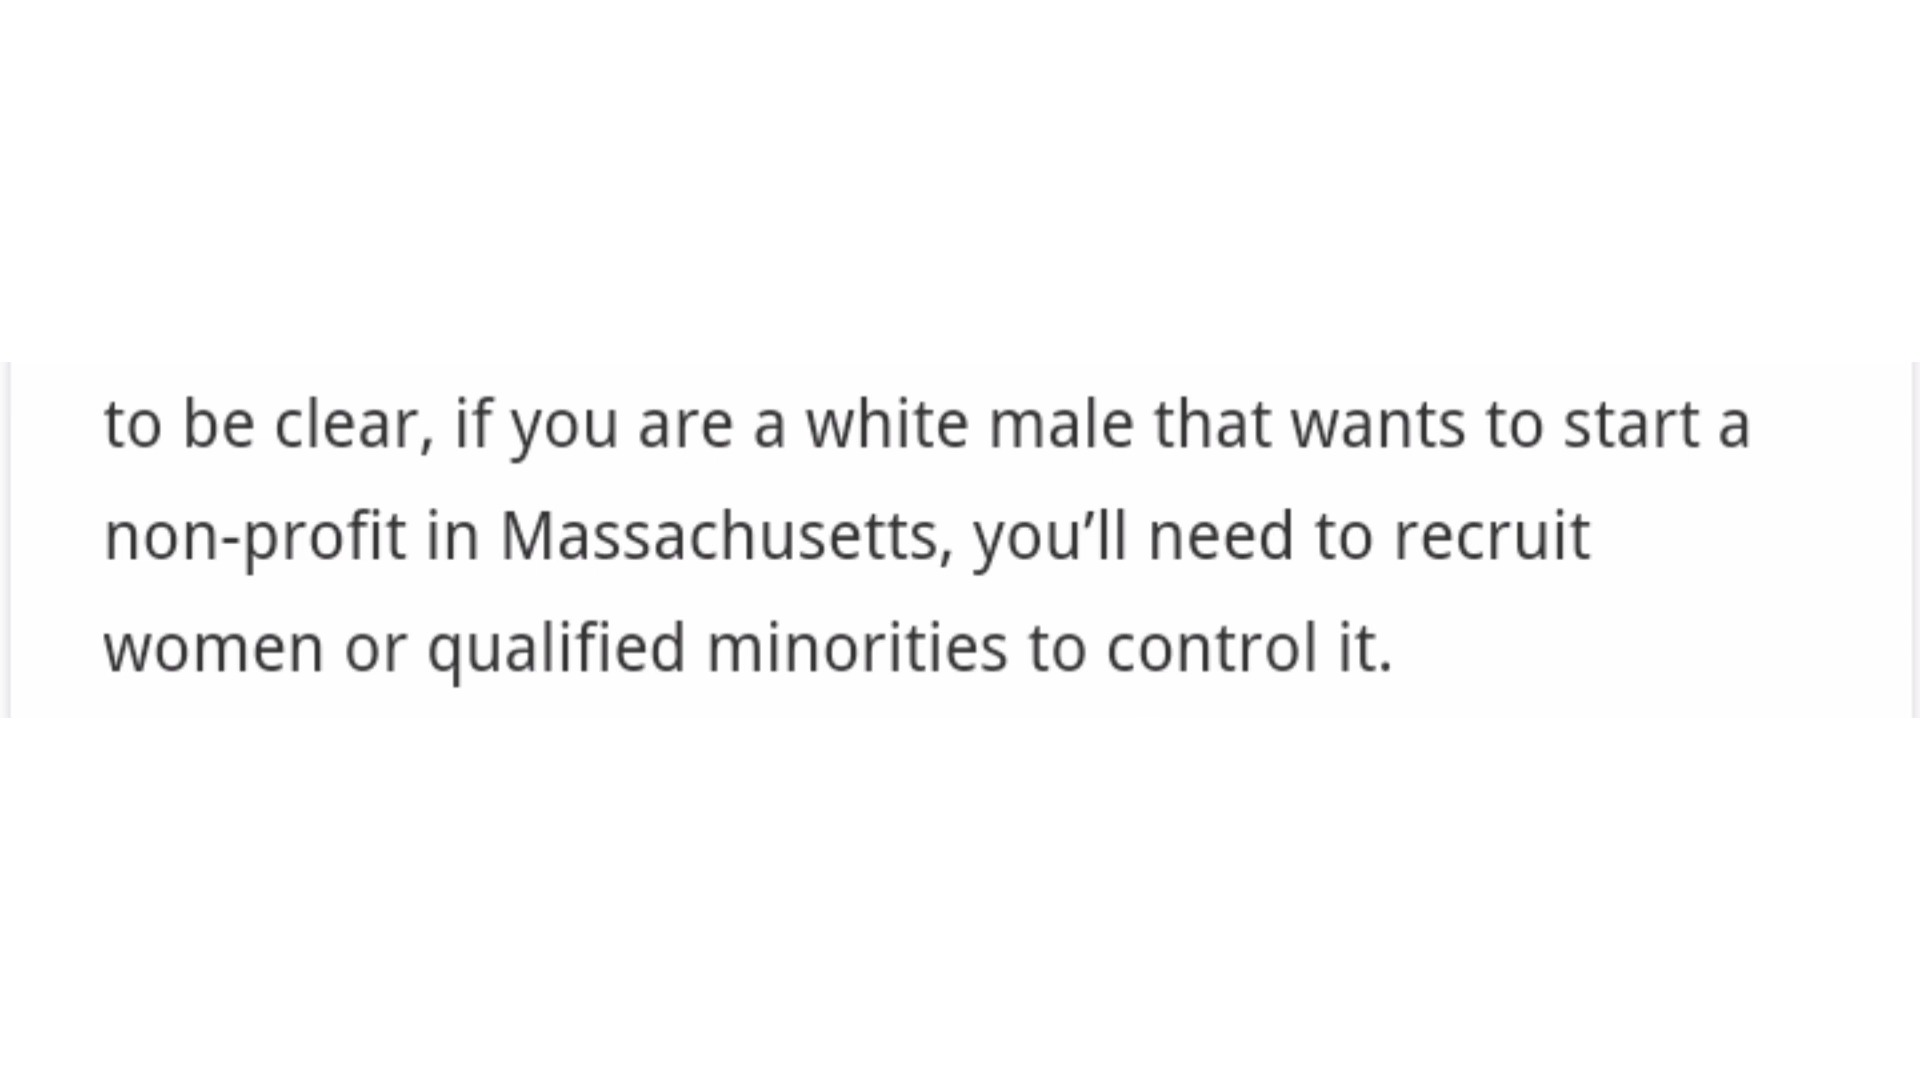 to be clear, if you are a white male that wants to start a
non-profit in Massachusetts, you’ll need to recruit
women or qualified minorities to control it.